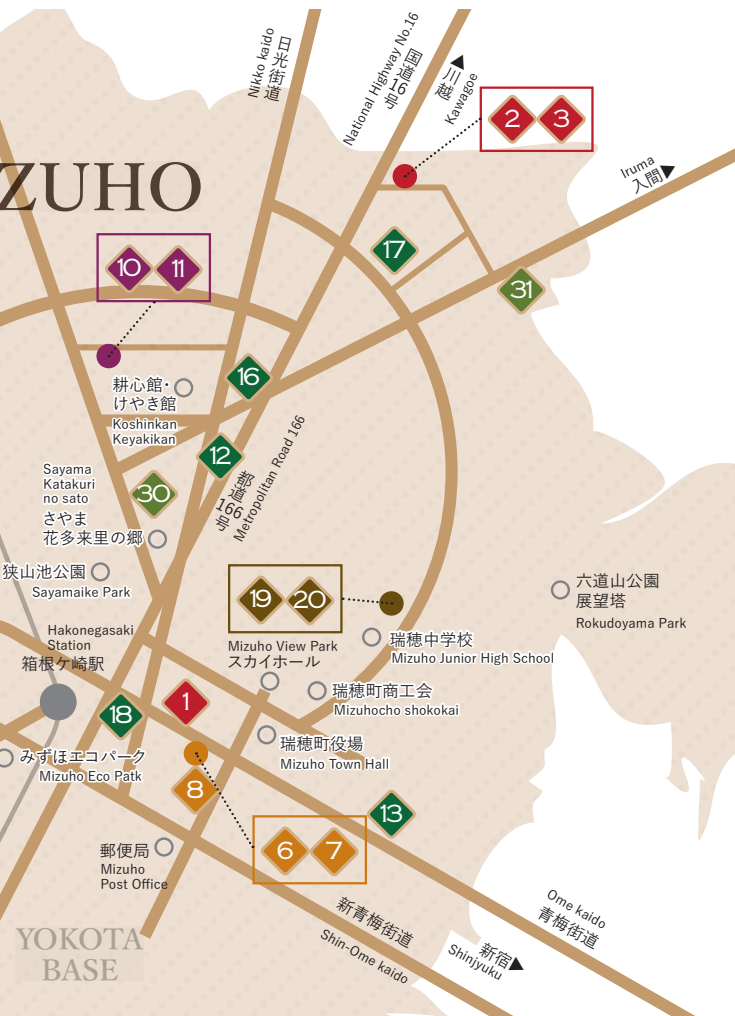 日光街道
Nikko kaido
国道16号
National Highway No.16
▲川越
Kawagoe
2
3
Iruma
入間▶
ZUHO
17
31
10
11
耕心館・
けやき館
Koshinkan
Keyakikan
16
12
都道166号
Metropolitan Road 166
Sayama
Katakuri
no sato
さやま
花多来里の郷
30
狭山池公園
Sayamaike Park
19
20
六道山公園
展望塔
Rokudoyama Park
Hakonegasaki
Station
箱根ケ崎駅
Mizuho View Park
スカイホール
瑞穂中学校
Mizuho Junior High School
瑞穂町商工会
Mizuhocho shokokai
18
1
瑞穂町役場
Mizuho Town Hall
みずほエコパーク
Mizuho Eco Patk
8
13
6
7
郵便局
Mizuho
Post Office
新青梅街道
Shin-Ome kaido
Ome kaido
青梅街道
新宿▶
Shinjyuku
YOKOTA
BASE